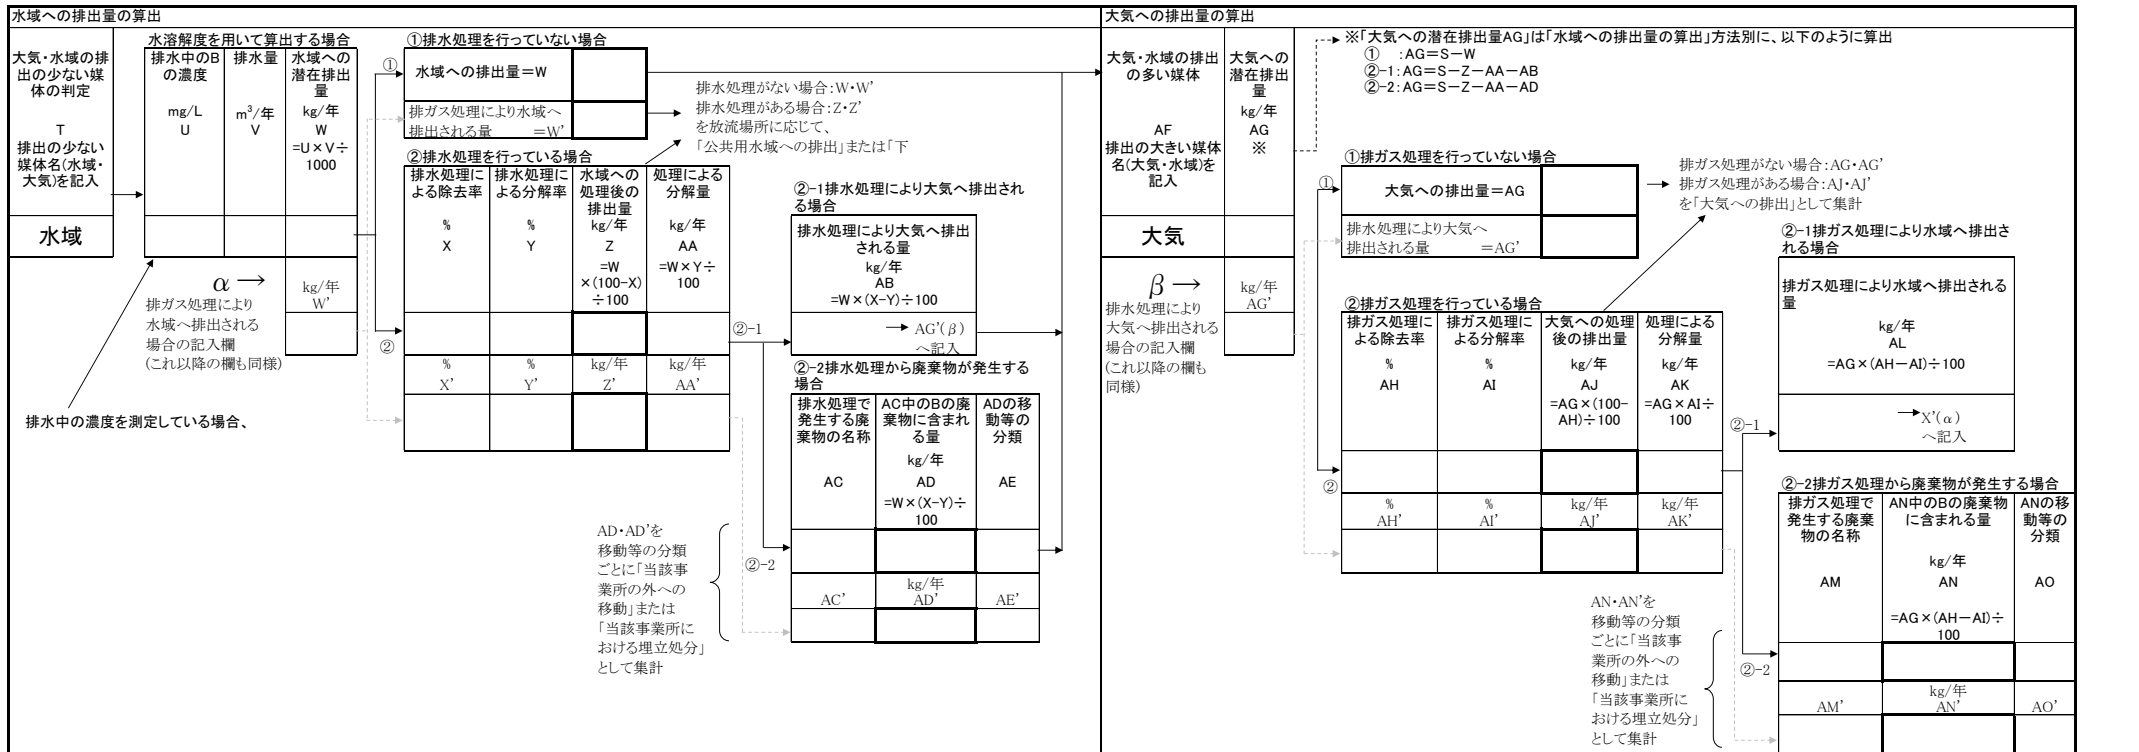 水域への排出量の算出
大気・水域の排
出の少ない媒
体の判定
T
排出の少ない
媒体名(水域・
大気)を記入
水域
水溶解度を用いて算出する場合
排水中のB
の濃度
mg/L
U
排水量
m³/年
V
水域への
潜在排出
量
kg/年
W
=U×V÷
1000
α→
排ガス処理により
水域へ排出される
場合の記入欄
(これ以降の欄も同様)
kg/年
W'
排水中の濃度を測定している場合、
①
②
①排水処理を行っていない場合
水域への排出量=W
排ガス処理により水域へ
排出される量 =W'
排水処理がない場合:W・W'
排水処理がある場合:Z・Z'
を放流場所に応じて、
「公共用水域への排出」または「下
②排水処理を行っている場合
排水処理に
よる除去率
%
X
排水処理に
よる分解率
%
Y
水域への
処理後の
排出量
kg/年
Z
=W
×(100-X)
÷100
処理による
分解量
kg/年
AA
=W×Y÷
100
%
X'
%
Y'
kg/年
Z'
kg/年
AA'
②-1
②-2
②-1排水処理により大気へ排出され
る場合
排水処理により大気へ排出
される量
kg/年
AB
=W×(X-Y)÷100
→ AG'(β)
へ記入
②-2排水処理から廃棄物が発生する
場合
排水処理で
発生する廃
棄物の名称
AC
AC中のBの廃
棄物に含まれ
る量
kg/年
AD
=W×(X-Y)÷
100
ADの移
動等の
分類
AE
AC'
kg/年
AD'
AE'
AD・AD'を
移動等の分類
ごとに「当該事
業所の外への
移動」または
「当該事業所に
おける埋立処分」
として集計
大気への排出量の算出
大気・水域の排出
の多い媒体
AF
排出の大きい媒体
名(大気・水域)を
記入
大気
大気への
潜在排出
量
kg/年
AG
※
※「大気への潜在排出量AG」は「水域への排出量の算出」方法別に、以下のように算出
① :AG=S-W
②-1:AG=S-Z-AA-AB
②-2:AG=S-Z-AA-AD
β→
排水処理により
大気へ排出される
場合の記入欄
(これ以降の欄も
同様)
kg/年
AG'
①
②
①排ガス処理を行っていない場合
大気への排出量=AG
排水処理により大気へ
排出される量 =AG'
排ガス処理がない場合:AG・AG'
排ガス処理がある場合:AJ・AJ'
を「大気への排出」として集計
②排ガス処理を行っている場合
排ガス処理に
よる除去率
%
AH
排ガス処理に
よる分解率
%
AI
大気への処理
後の排出量
kg/年
AJ
=AG×(100-
AH)÷100
処理による
分解量
kg/年
AK
=AG×AI÷
100
%
AH'
%
AI'
kg/年
AJ'
kg/年
AK'
②-1
②-2
②-1排ガス処理により水域へ排出さ
れる場合
排ガス処理により水域へ排出される
量
kg/年
AL
=AG×(AH-AI)÷100
→X'(α)
へ記入
②-2排ガス処理から廃棄物が発生する場合
排ガス処理で
発生する廃棄
物の名称
AM
AN中のBの廃棄物
に含まれる量
kg/年
AN
=AG×(AH-AI)÷
100
ANの移
動等の
分類
AO
AM'
kg/年
AN'
AO'
AN・AN'を
移動等の分類
ごとに「当該事
業所の外への
移動」または
「当該事業所に
おける埋立処分」
として集計